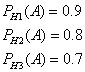 P_{H1}(A) = 0.9
P_{H2}(A) = 0.8
P_{H3}(A) = 0.7